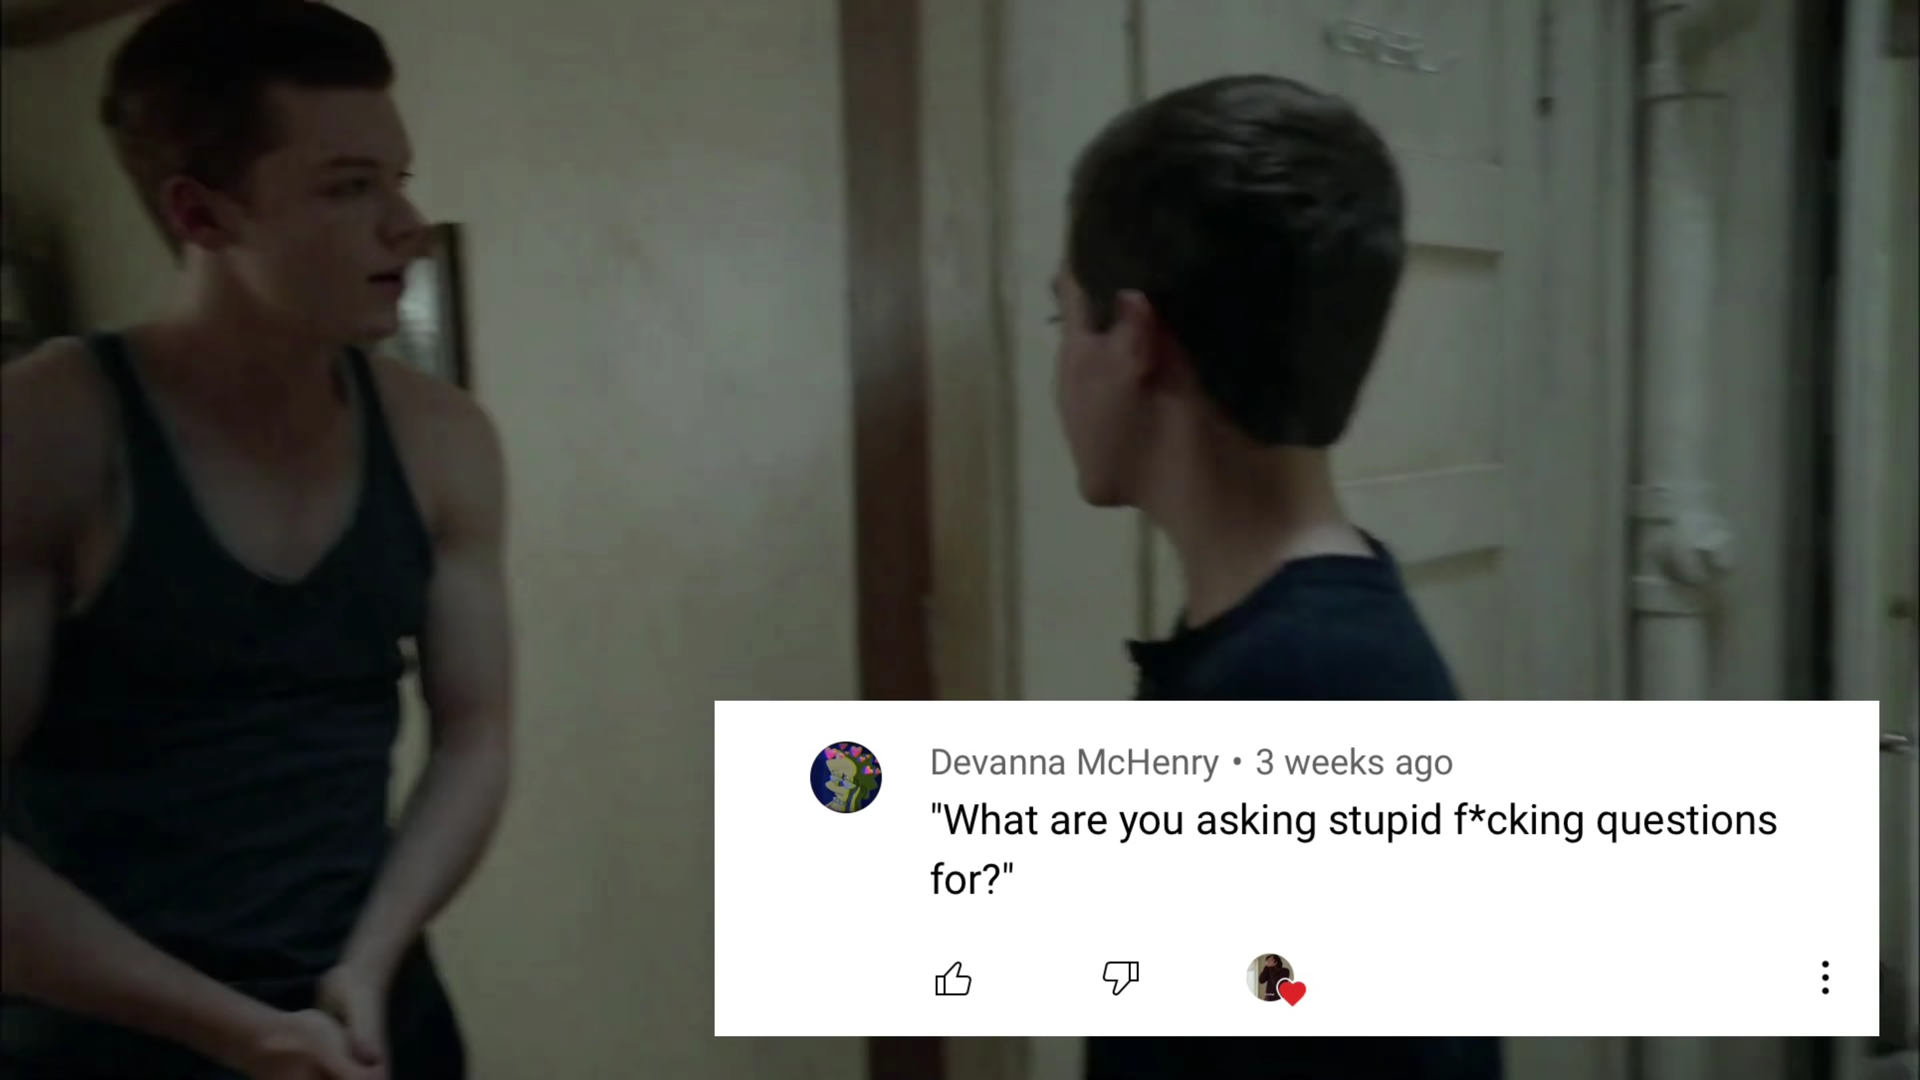 Devanna McHenry • 3 weeks ago
"What are you asking stupid f*cking questions
for?"